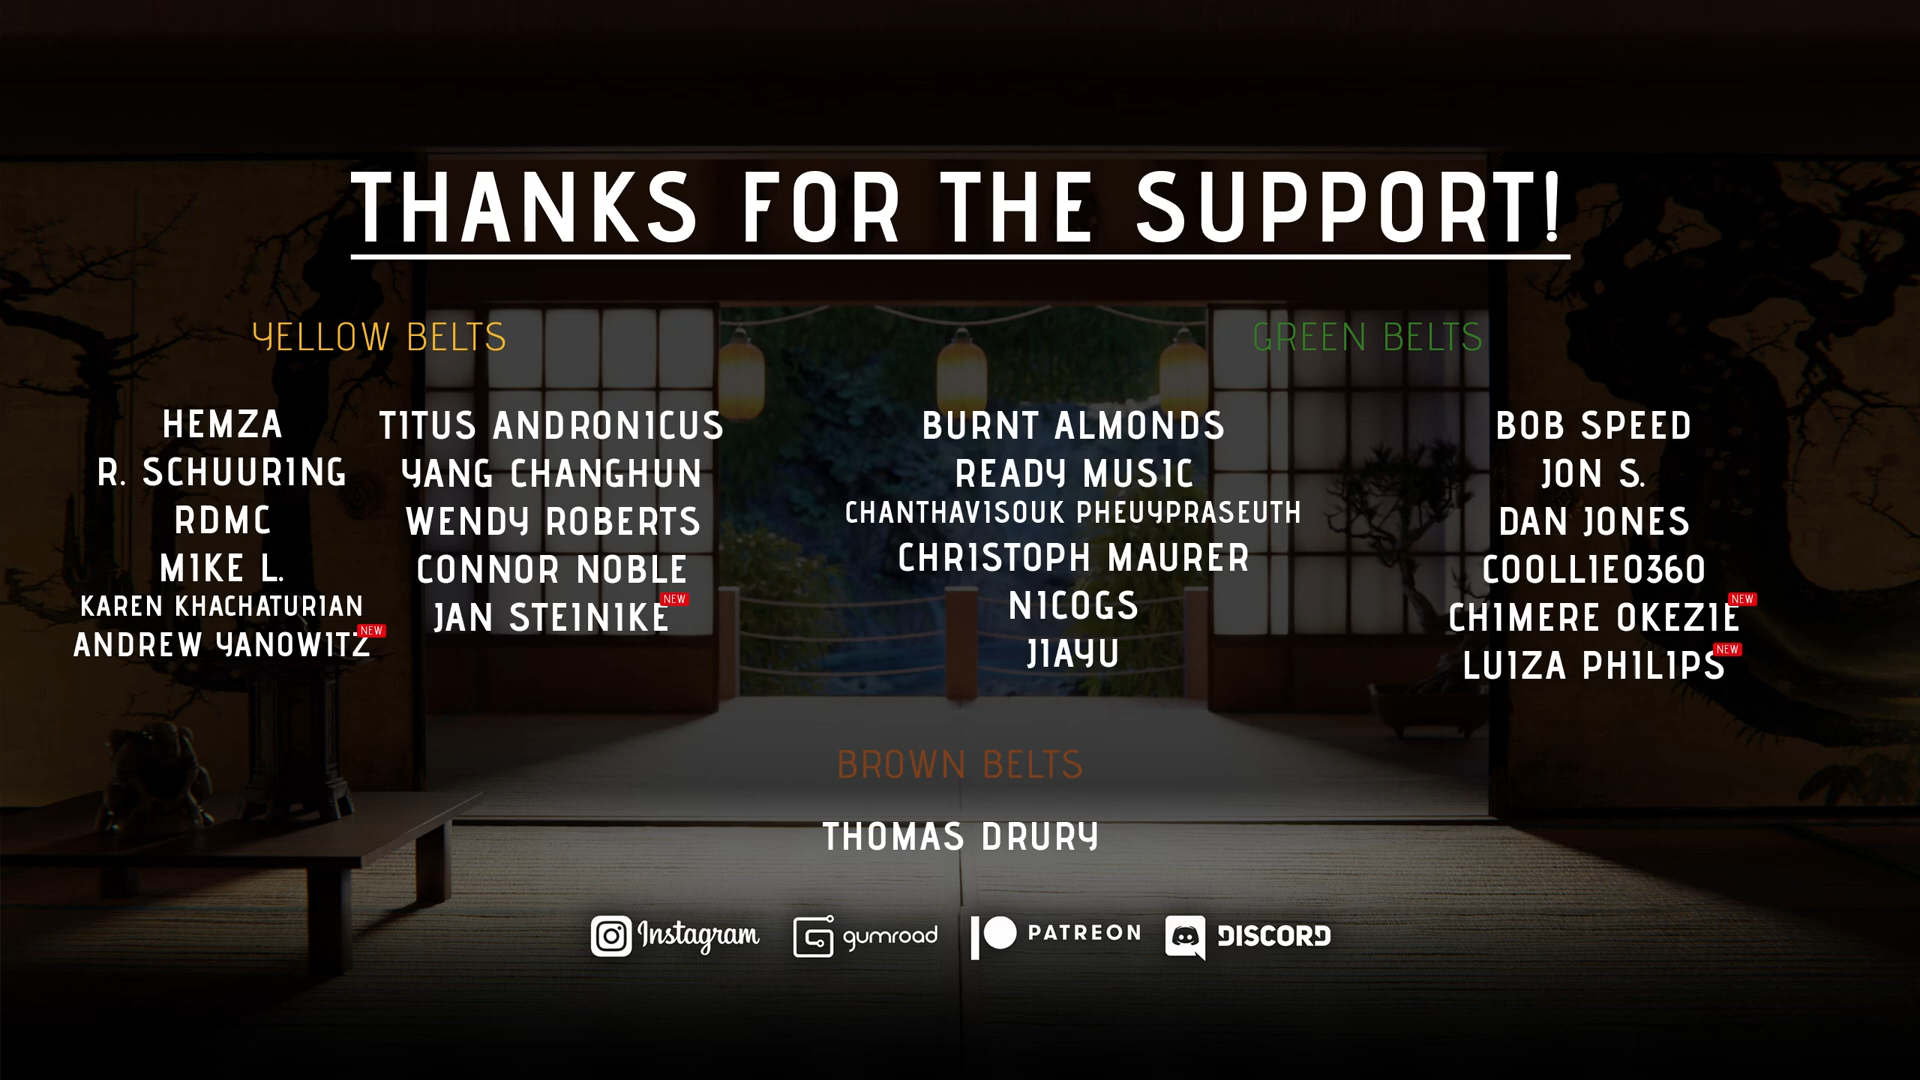 THANKS FOR THE SUPPORT!
YELLOW BELTS
HEMZA
R. SCHUURING
RDMC
MIKE L.
KAREN KHACHATURIAN
ANDREW YANOWITZ NEW
TITUS ANDRONICUS
YANG CHANGHUN
WENDY ROBERTS
CONNOR NOBLE
JAN STEINIKE NEW
GREEN BELTS
BURNT ALMONDS
READY MUSIC
CHANTHAVISOUK PHEUYPRASEUTH
CHRISTOPH MAURER
NICOGS
JIAYU
BOB SPEED
JON S.
DAN JONES
COOLLIEO360
CHIMERE OKEZIE NEW
LUIZA PHILIPS NEW
BROWN BELTS
THOMAS DRURY
Instagram gumroad PATREON DISCORD